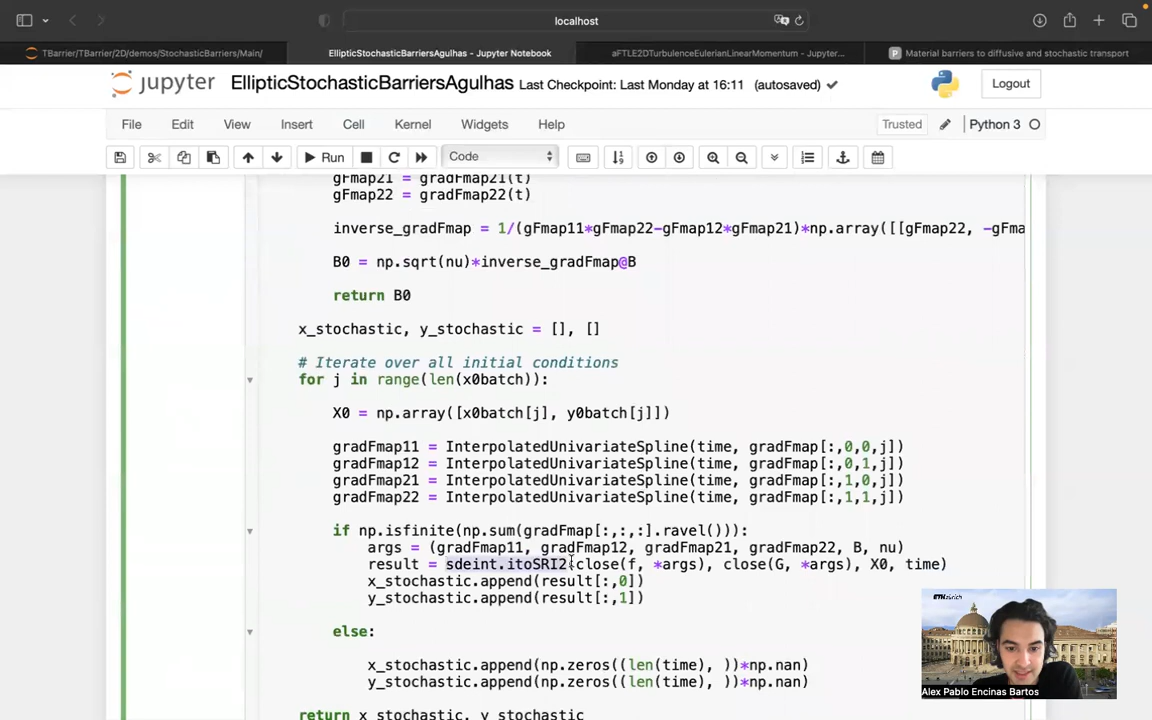 localhost
TBarrier/TBarrier/2D/demos/StochasticBarriers/Main/
EllipticStochasticBarriersAgulhas - Jupyter Notebook
aFTLE2DTurbulenceEulerianLinearMomentum - Jupyter...
Material barriers to diffusive and stochastic transport
jupyter EllipticStochasticBarriersAgulhas Last Checkpoint: Last Monday at 16:11 (autosaved)
Logout
File Edit View Insert Cell Kernel Widgets Help
Trusted
Python 3
Run
Code
gFmap21 = gradFmap21(t)
gFmap22 = gradFmap22(t)
inverse_gradFmap = 1/(gFmap11*gFmap22-gFmap12*gFmap21)*np.array([[gFmap22, -gFma
B0 = np.sqrt(nu)*inverse_gradFmap@B
return B0
x_stochastic, y_stochastic = [], []
# Iterate over all initial conditions
for j in range(len(x0batch)):
X0 = np.array([x0batch[j], y0batch[j]])
gradFmap11 = InterpolatedUnivariateSpline(time, gradFmap[:,0,0,j])
gradFmap12 = InterpolatedUnivariateSpline(time, gradFmap[:,0,1,j])
gradFmap21 = InterpolatedUnivariateSpline(time, gradFmap[:,1,0,j])
gradFmap22 = InterpolatedUnivariateSpline(time, gradFmap[:,1,1,j])
if np.isfinite(np.sum(gradFmap[:,:,:].ravel())):
args = (gradFmap11, gradFmap12, gradFmap21, gradFmap22, B, nu)
result = sdeint.itoSRI2(close(f, *args), close(G, *args), X0, time)
x_stochastic.append(result[:,0])
y_stochastic.append(result[:,1])
else:
x_stochastic.append(np.zeros((len(time), ))*np.nan)
y_stochastic.append(np.zeros((len(time), ))*np.nan)
return x_stochastic, y_stochastic
ETH zürich
Alex Pablo Encinas Bartos